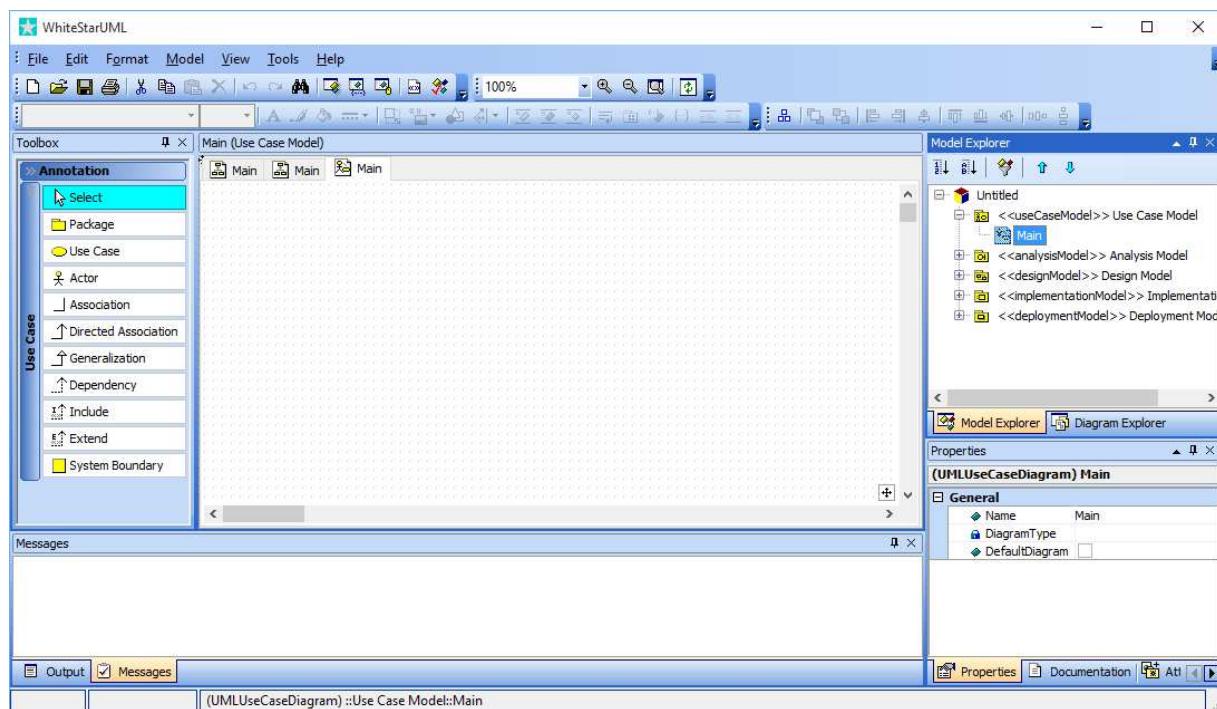 WhiteStarUML
File Edit Format Model View Tools Help
100%
Toolbox
Annotation
Use Case
Select
Package
Use Case
Actor
Association
Directed Association
Generalization
Dependency
Include
Extend
System Boundary
Main (Use Case Model)
Main Main Main
Model Explorer
Untitled
<<useCaseModel>> Use Case Model
Main
<<analysisModel>> Analysis Model
<<designModel>> Design Model
<<implementationModel>> Implementati
<<deploymentModel>> Deployment Mod
Model Explorer Diagram Explorer
Properties
(UMLUseCaseDiagram) Main
General
Name Main
DiagramType
DefaultDiagram
Properties Documentation Att
Messages
Output Messages
(UMLUseCaseDiagram) ::Use Case Model::Main